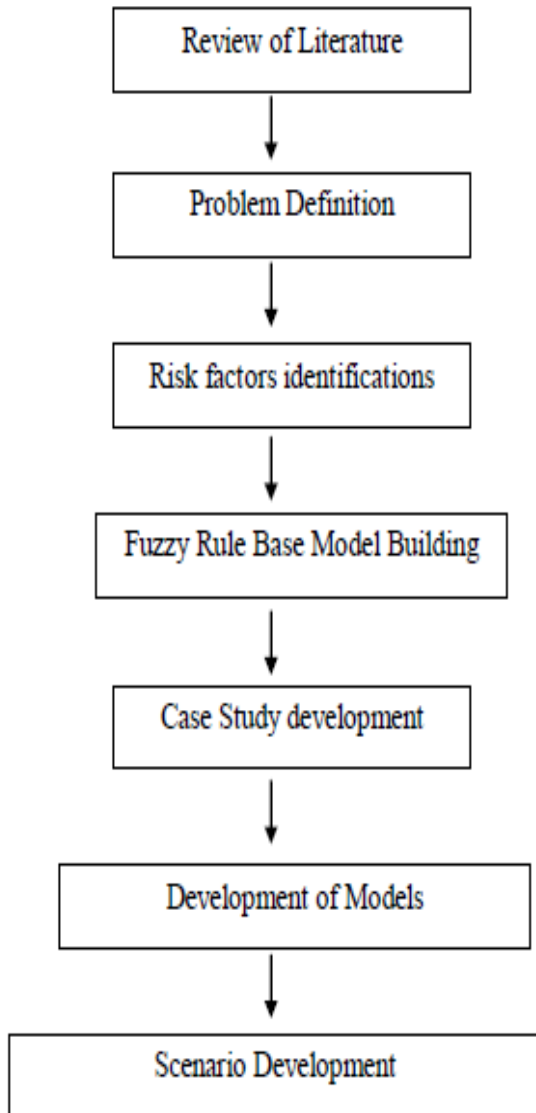 Review of Literature
Problem Definition
Risk factors identifications
Fuzzy Rule Base Model Building
Case Study development
Development of Models
Scenario Development